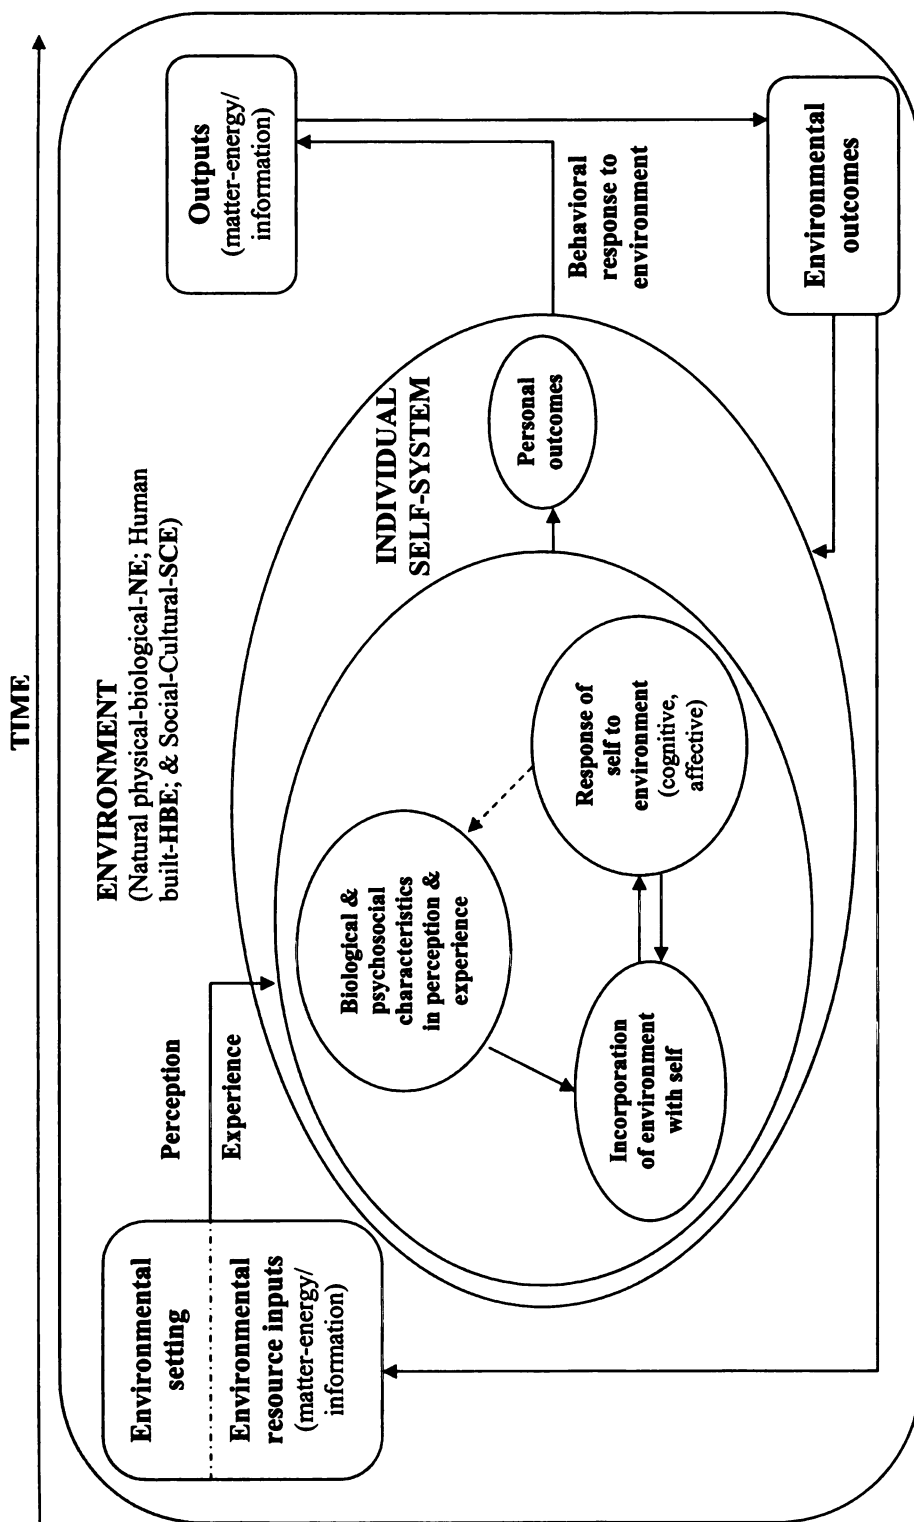 TIME
ENVIRONMENT
(Natural physical-biological-NE; Human
built-HBE; & Social-Cultural-SCE)
Environmental
setting
Environmental
resource inputs
(matter-energy/
information)
Perception
Experience
INDIVIDUAL
SELF-SYSTEM
Biological &
psychosocial
characteristics
in perception &
experience
Incorporation
of environment
with self
Response of
self to
environment
(cognitive,
affective)
Personal
outcomes
Behavioral
response to
environment
Outputs
(matter-energy/
information)
Environmental
outcomes